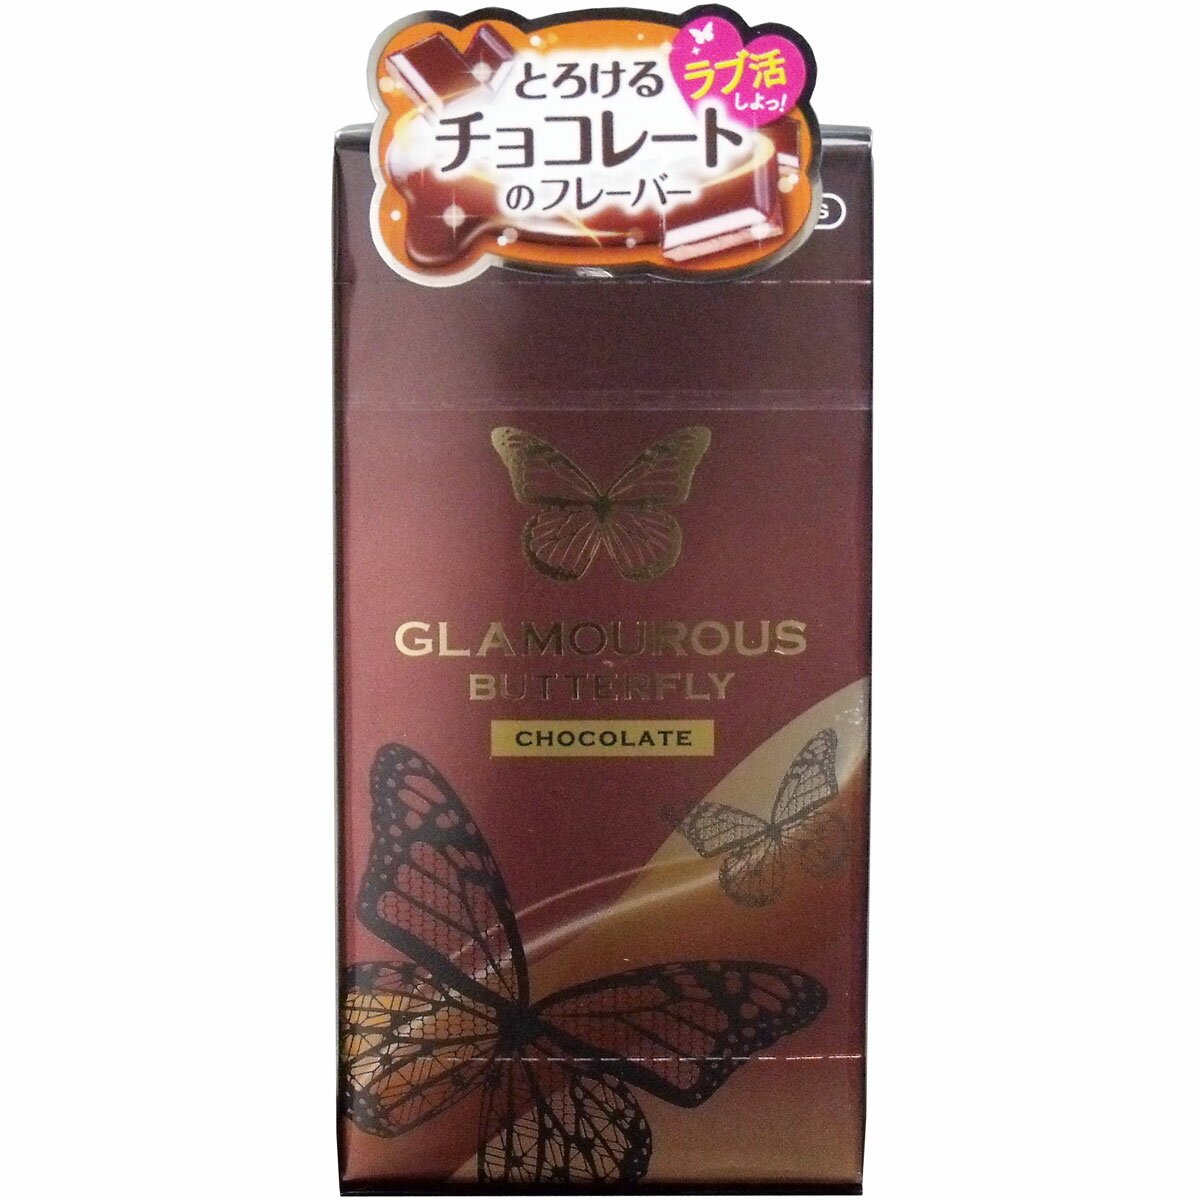 とろける
チョコレート
のフレーバー
ラブ活
しよっ!
S
GLAMOUROUS
BUTTERFLY
CHOCOLATE